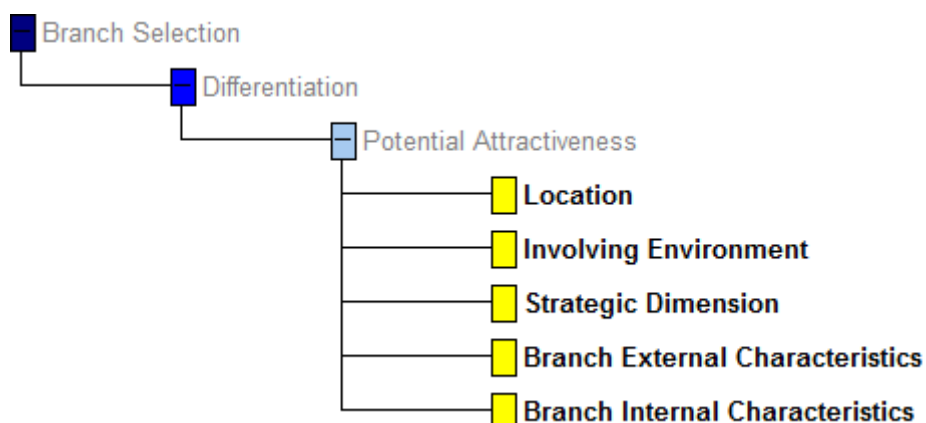 Branch Selection
Differentiation
Potential Attractiveness
Location
Involving Environment
Strategic Dimension
Branch External Characteristics
Branch Internal Characteristics